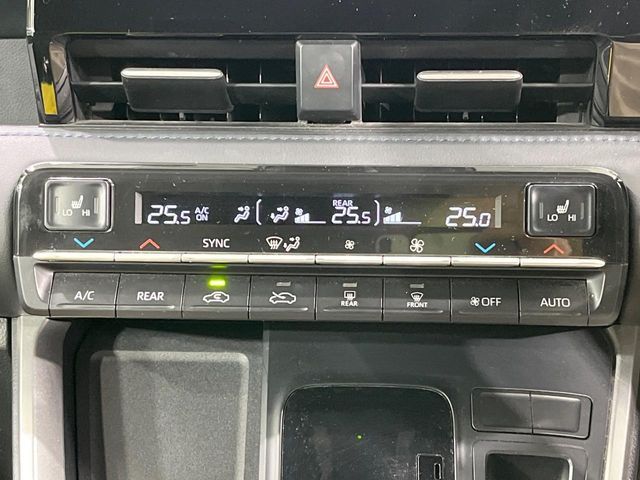 LO HI
25.5 A/C ON REAR 25.5 25.0
LO HI
SYNC
A/C REAR REAR FRONT OFF AUTO